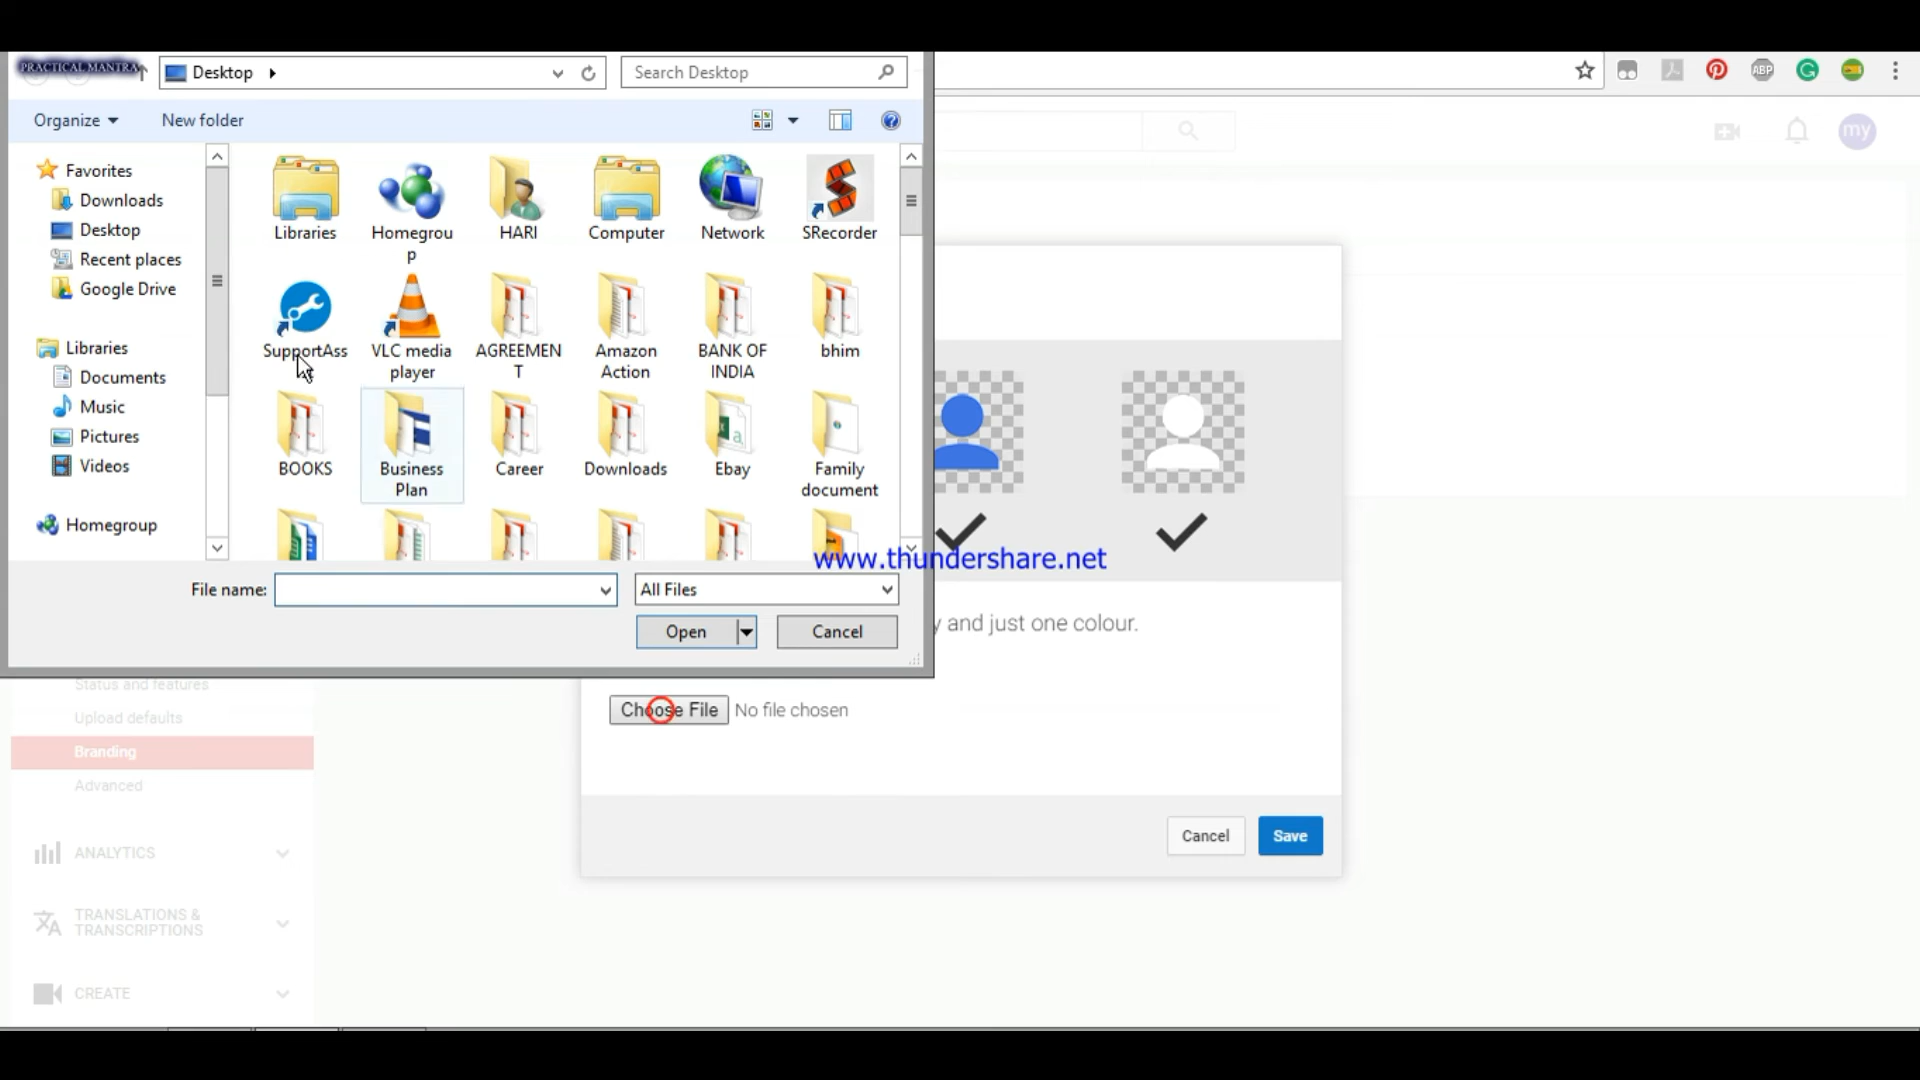 PRACTICAL MANTRA
Desktop
Search Desktop
Organize
New folder
Favorites
Downloads
Desktop
Recent places
Google Drive
Libraries
Documents
Music
Pictures
Videos
Homegroup
Libraries
Homegrou
p
HARI
Computer
Network
SRecorder
SupportAss
VLC media
player
AGREEMEN
T
Amazon
Action
BANK OF
INDIA
bhim
BOOKS
Business
Plan
Career
Downloads
Ebay
Family
document
File name:
All Files
Open
Cancel
ABP
my
www.thundershare.net
and just one colour.
Choose File
No file chosen
Cancel
Save
Status and features
Upload defaults
Branding
Advanced
ANALYTICS
TRANSLATIONS &
TRANSCRIPTIONS
CREATE